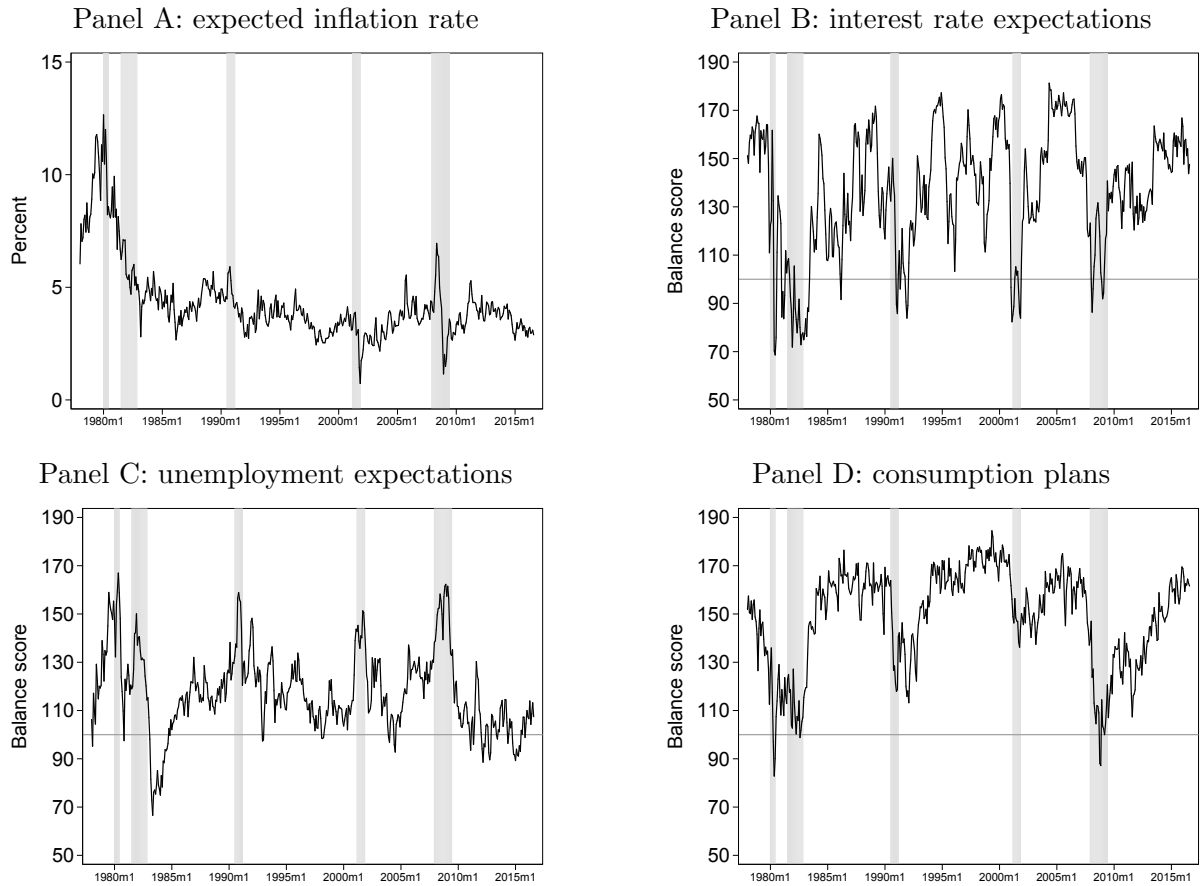 Panel A: expected inflation rate
15
10
5
0
Percent
1980m1 1985m1 1990m1 1995m1 2000m1 2005m1 2010m1 2015m1
Panel B: interest rate expectations
190
170
150
130
110
90
70
50
Balance score
1980m1 1985m1 1990m1 1995m1 2000m1 2005m1 2010m1 2015m1
Panel C: unemployment expectations
190
170
150
130
110
90
70
50
Balance score
1980m1 1985m1 1990m1 1995m1 2000m1 2005m1 2010m1 2015m1
Panel D: consumption plans
190
170
150
130
110
90
70
50
Balance score
1980m1 1985m1 1990m1 1995m1 2000m1 2005m1 2010m1 2015m1